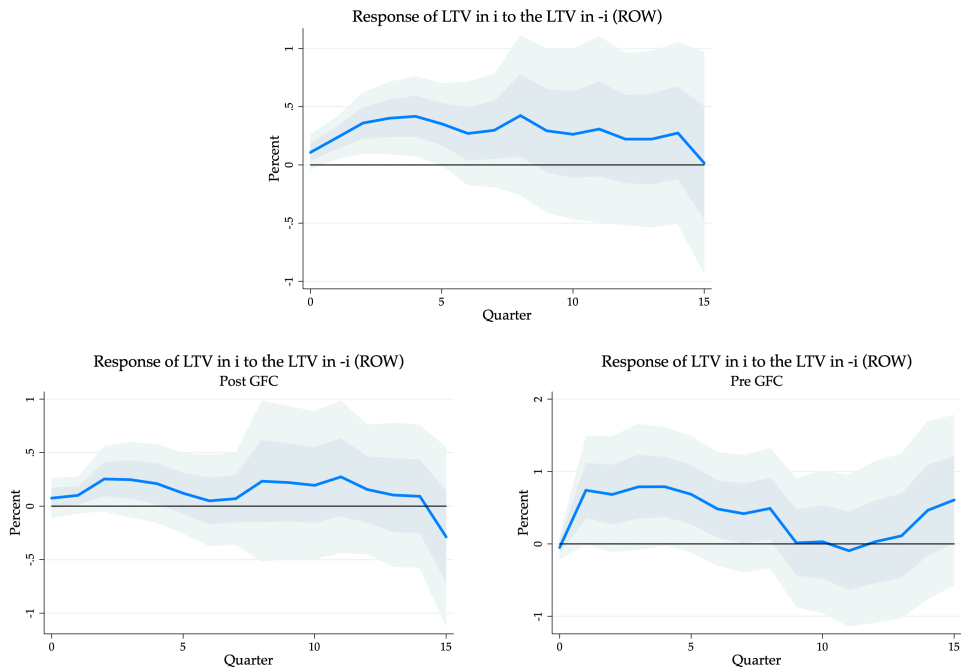 Response of LTV in i to the LTV in -i (ROW)
Percent
1
.5
0
-.5
-1
0 5 10 15
Quarter
Response of LTV in i to the LTV in -i (ROW)
Post GFC
Percent
1
.5
0
-.5
-1
0 5 10 15
Quarter
Response of LTV in i to the LTV in -i (ROW)
Pre GFC
Percent
2
1
0
-1
0 5 10 15
Quarter